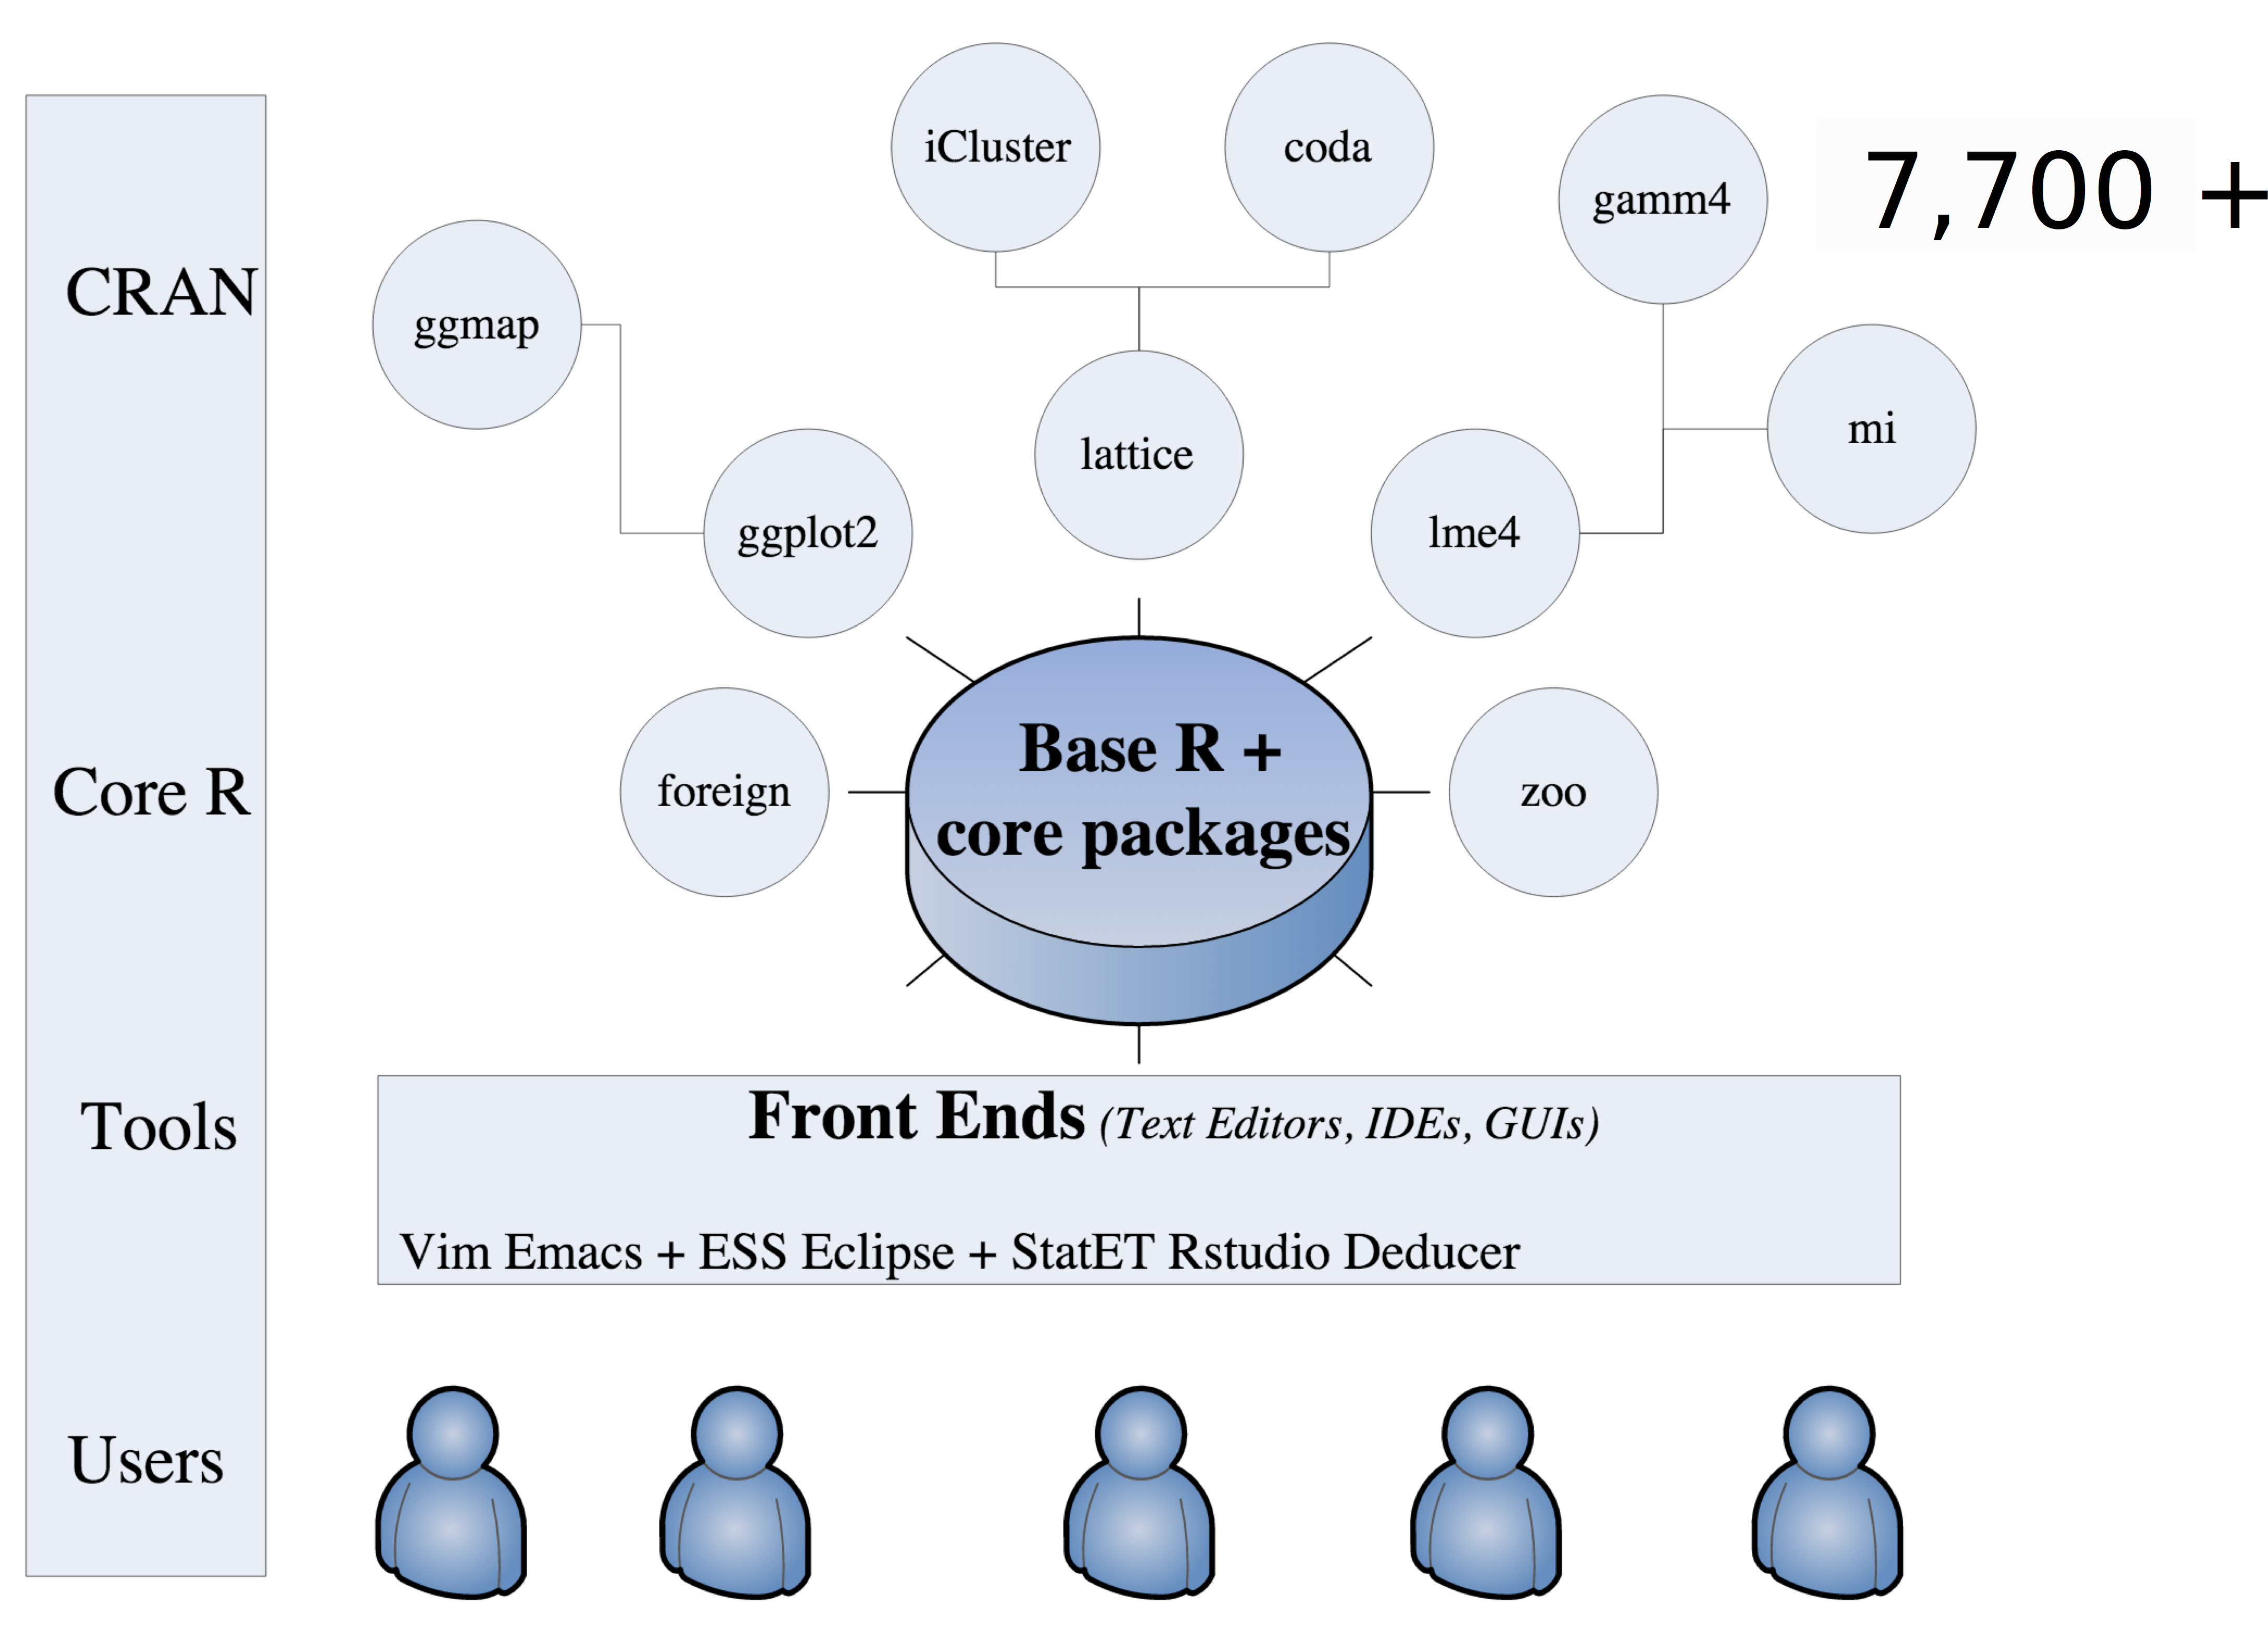 iCluster
coda
gamm4
7,700 +
CRAN
ggmap
mi
lattice
ggplot2
lme4
Core R
foreign
Base R +
core packages
zoo
Tools
Front Ends (Text Editors, IDEs, GUIs)
Vim Emacs + ESS Eclipse + StatET Rstudio Deducer
Users